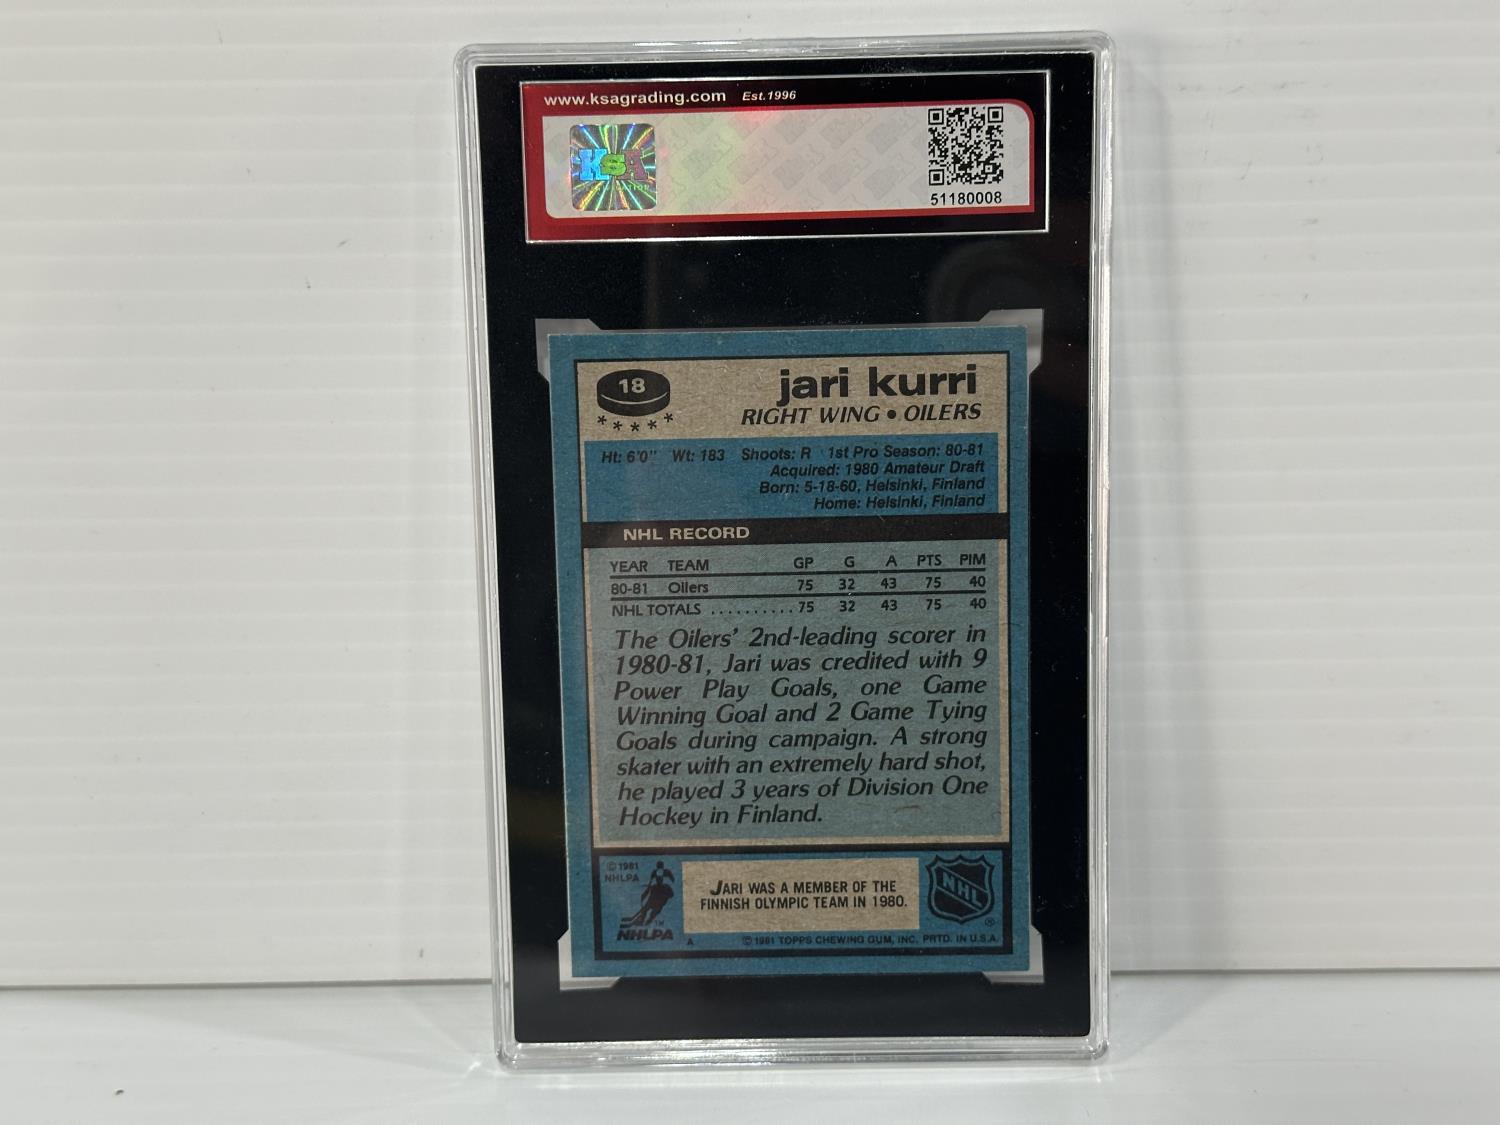 www.ksagrading.com Est.1996
KSA
51180008
18
jari kurri
RIGHT WING • OILERS
Ht: 6'0" Wt: 183 Shoots: R 1st Pro Season: 80-81
Acquired: 1980 Amateur Draft
Born: 5-18-60, Helsinki, Finland
Home: Helsinki, Finland
NHL RECORD
YEAR TEAM GP G A PTS PIM
80-81 Oilers 75 32 43 75 40
NHL TOTALS .......... 75 32 43 75 40
The Oilers' 2nd-leading scorer in
1980-81, Jari was credited with 9
Power Play Goals, one Game
Winning Goal and 2 Game Tying
Goals during campaign. A strong
skater with an extremely hard shot,
he played 3 years of Division One
Hockey in Finland.
© 1981
NHLPA
JARI WAS A MEMBER OF THE
FINNISH OLYMPIC TEAM IN 1980.
NHL
®
TM
NHLPA
A
© 1981 TOPPS CHEWING GUM, INC. PRTD. IN U.S.A.